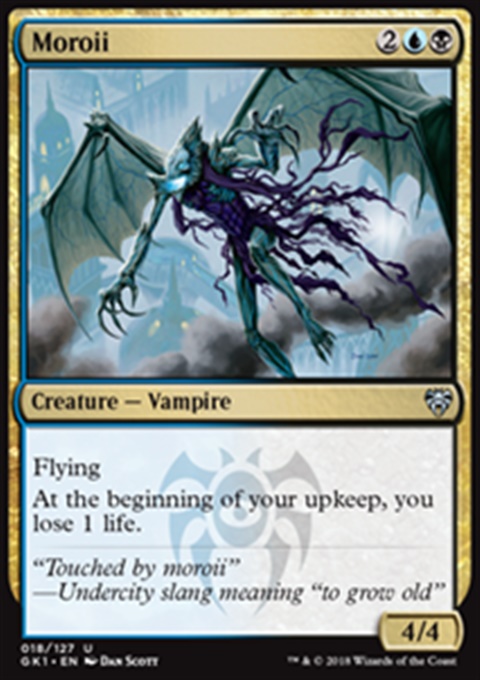 Moroii 2
Creature — Vampire
Flying
At the beginning of your upkeep, you
lose 1 life.
“Touched by moroii”
—Undercity slang meaning “to grow old”
4/4
018/127 U
GK1 • EN Dan Scott
™ & © 2018 Wizards of the Coast